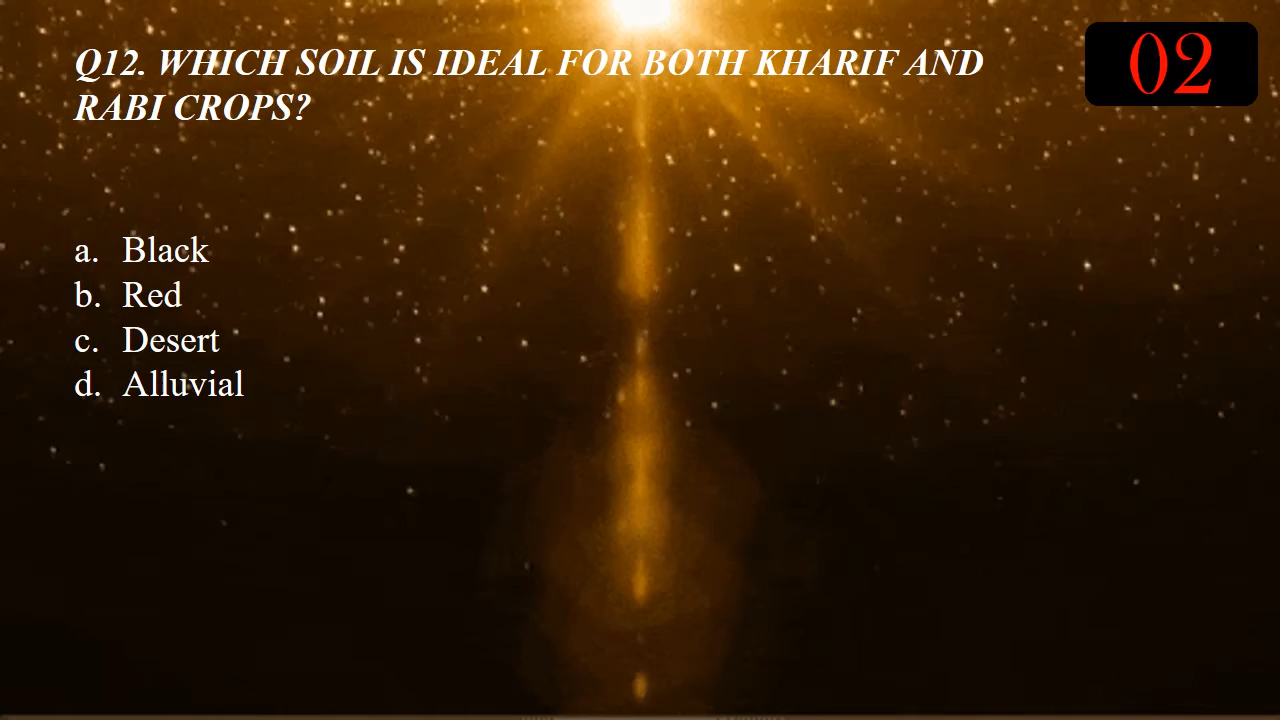 Q12. WHICH SOIL IS IDEAL FOR BOTH KHARIF AND
RABI CROPS?
02
a. Black
b. Red
c. Desert
d. Alluvial